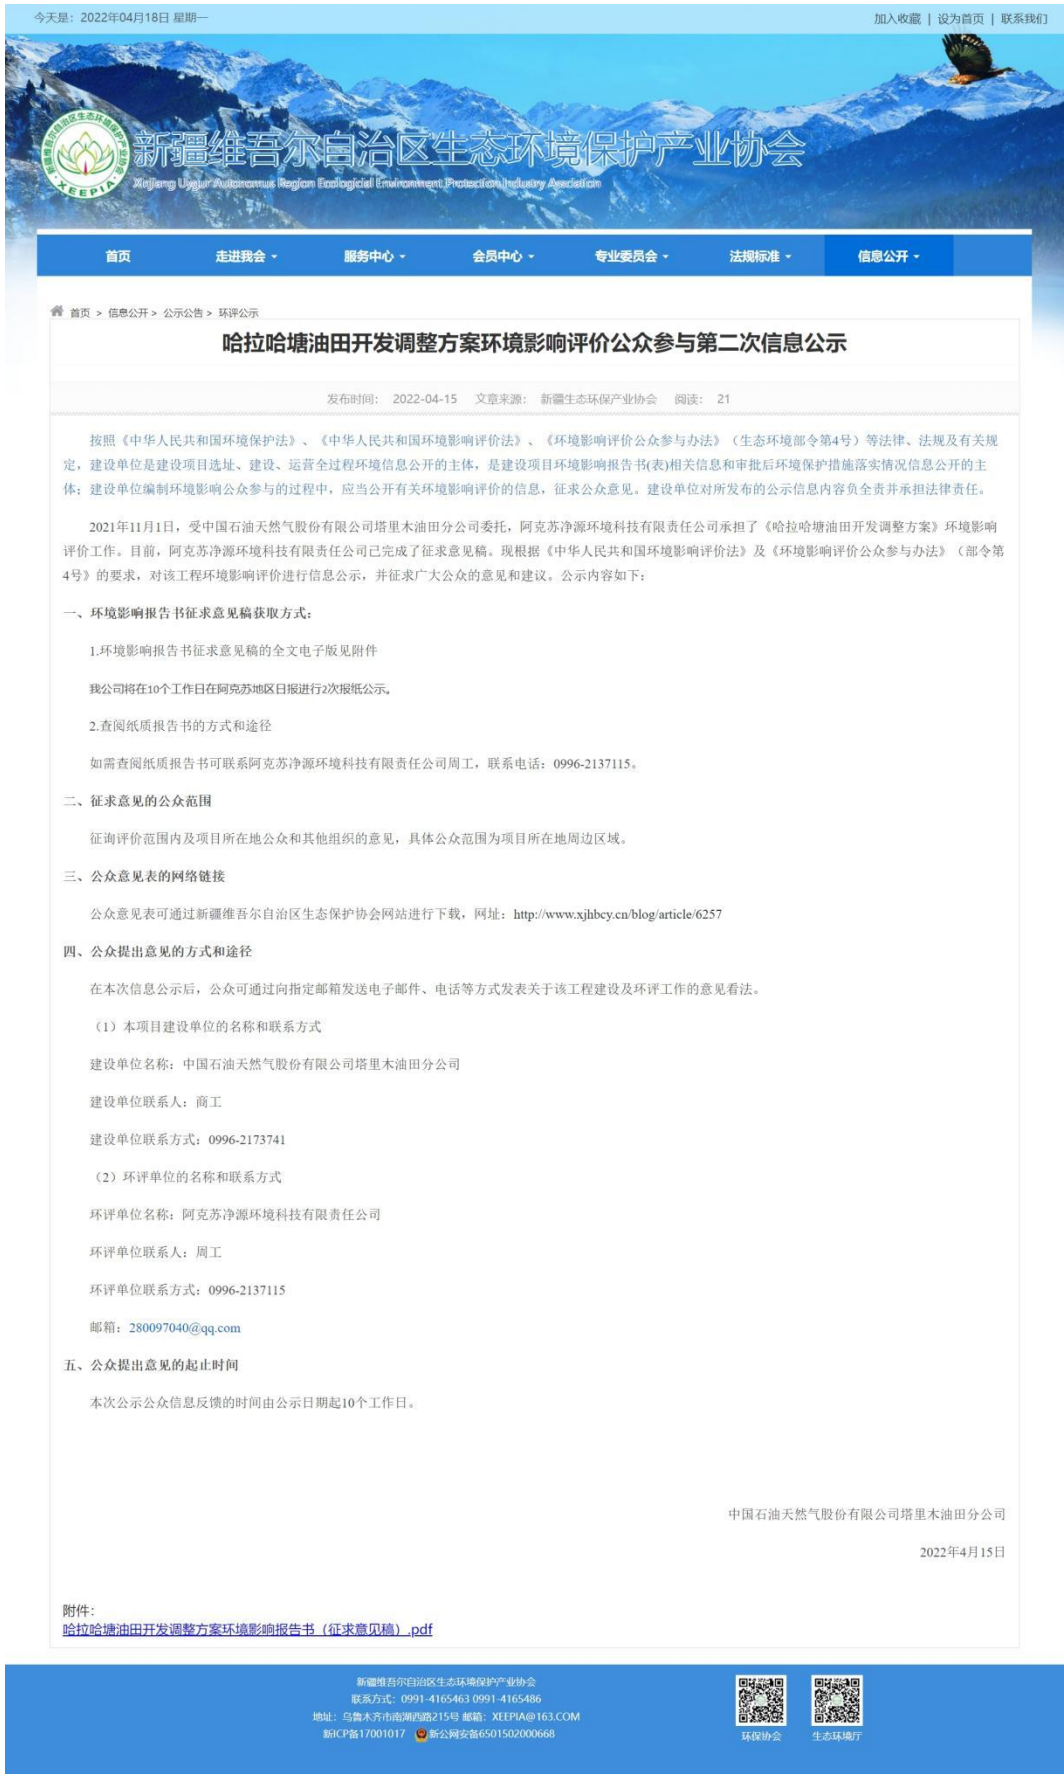 今天是：2022年04月18日 星期一
加入收藏 | 设为首页 | 联系我们
新疆维吾尔自治区生态环境保护产业协会
Xinjiang Uygur Autonomus Region Ecologicial Environment Protection Industry Association
XEEPIA
首页 走进我会 服务中心 会员中心 专业委员会 法规标准 信息公开
首页 > 信息公开 > 公示公告 > 环评公示
哈拉哈塘油田开发调整方案环境影响评价公众参与第二次信息公示
发布时间： 2022-04-15 文章来源： 新疆生态环保产业协会 阅读： 21
按照《中华人民共和国环境保护法》、《中华人民共和国环境影响评价法》、《环境影响评价公众参与办法》（生态环境部令第4号）等法律、法规及有关规
定，建设单位是建设项目选址、建设、运营全过程环境信息公开的主体，是建设项目环境影响报告书(表)相关信息和审批后环境保护措施落实情况信息公开的主
体；建设单位编制环境影响公众参与的过程中，应当公开有关环境影响评价的信息，征求公众意见。建设单位对所发布的公示信息内容负全责并承担法律责任。
2021年11月1日，受中国石油天然气股份有限公司塔里木油田分公司委托，阿克苏净源环境科技有限责任公司承担了《哈拉哈塘油田开发调整方案》环境影响
评价工作。目前，阿克苏净源环境科技有限责任公司已完成了征求意见稿。现根据《中华人民共和国环境影响评价法》及《环境影响评价公众参与办法》（部令第
4号》的要求，对该工程环境影响评价进行信息公示，并征求广大公众的意见和建议。公示内容如下：
一、环境影响报告书征求意见稿获取方式：
1.环境影响报告书征求意见稿的全文电子版见附件
我公司将在10个工作日在阿克苏地区日报进行2次报纸公示。
2.查阅纸质报告书的方式和途径
如需查阅纸质报告书可联系阿克苏净源环境科技有限责任公司周工，联系电话：0996-2137115。
二、征求意见的公众范围
征询评价范围内及项目所在地公众和其他组织的意见，具体公众范围为项目所在地周边区域。
三、公众意见表的网络链接
公众意见表可通过新疆维吾尔自治区生态保护协会网站进行下载，网址：http://www.xjhbcy.cn/blog/article/6257
四、公众提出意见的方式和途径
在本次信息公示后，公众可通过向指定邮箱发送电子邮件、电话等方式发表关于该工程建设及环评工作的意见看法。
（1）本项目建设单位的名称和联系方式
建设单位名称：中国石油天然气股份有限公司塔里木油田分公司
建设单位联系人：商工
建设单位联系方式：0996-2173741
（2）环评单位的名称和联系方式
环评单位名称：阿克苏净源环境科技有限责任公司
环评单位联系人：周工
环评单位联系方式：0996-2137115
邮箱：280097040@qq.com
五、公众提出意见的起止时间
本次公示公众信息反馈的时间由公示日期起10个工作日。
中国石油天然气股份有限公司塔里木油田分公司
2022年4月15日
附件：
哈拉哈塘油田开发调整方案环境影响报告书（征求意见稿）.pdf
新疆维吾尔自治区生态环境保护产业协会
联系方式：0991-4165463 0991-4165486
地址：乌鲁木齐市南湖西路215号 邮箱：XEEPIA@163.COM
新ICP备17001017 新公网安备6501502000668
环保协会 生态环境厅